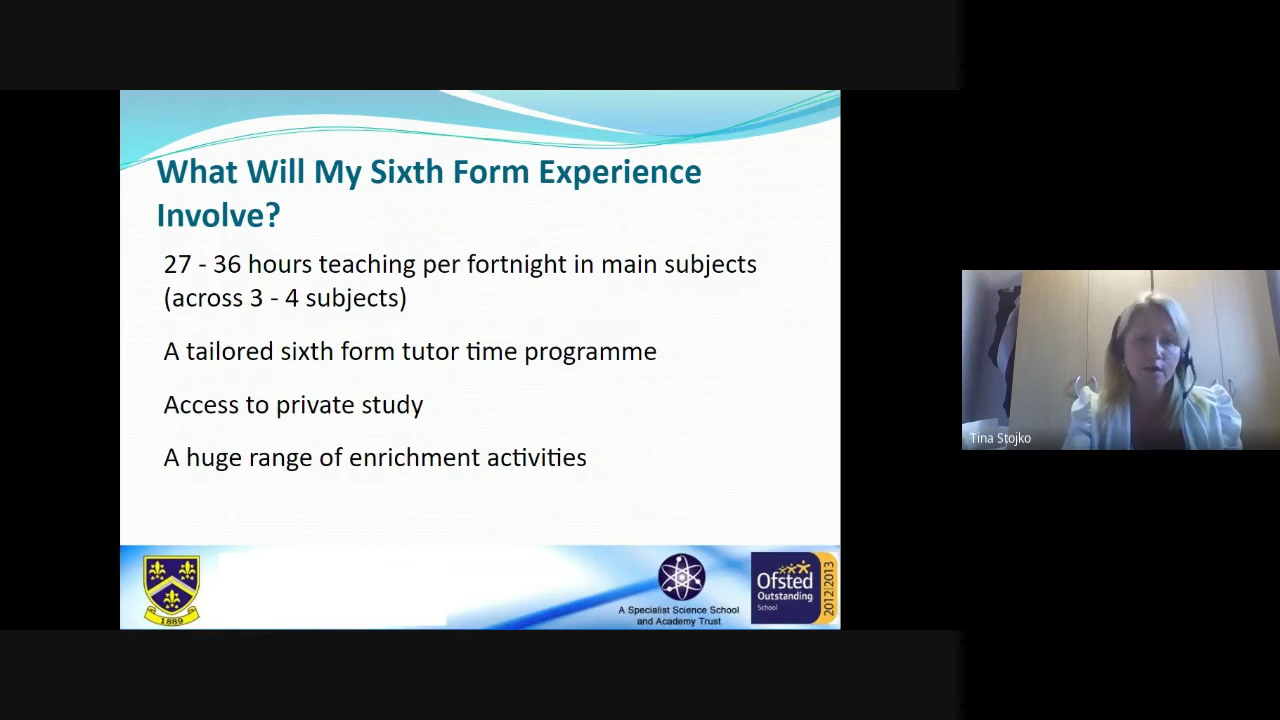 What Will My Sixth Form Experience
Involve?
27 - 36 hours teaching per fortnight in main subjects
(across 3 - 4 subjects)
A tailored sixth form tutor time programme
Access to private study
A huge range of enrichment activities
Tina Stojko
1889
A Specialist Science School
and Academy Trust
Ofsted
Outstanding
School
2012|2013